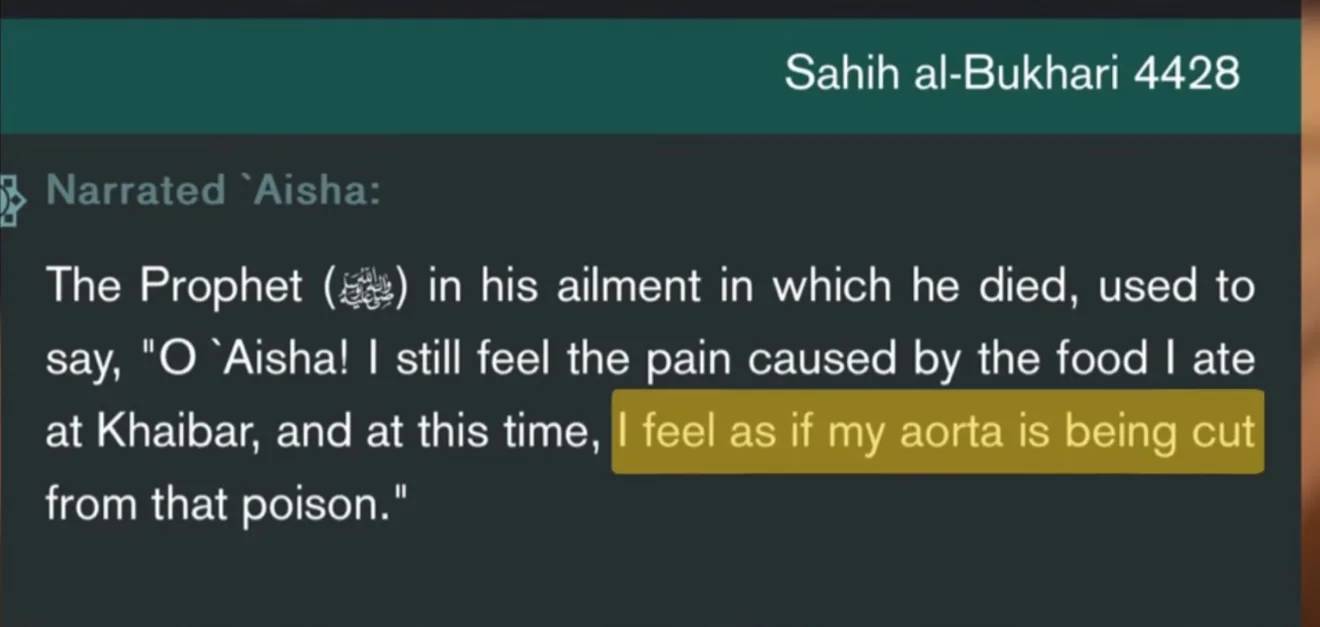 Sahih al-Bukhari 4428
Narrated `Aisha:
The Prophet (ﷺ) in his ailment in which he died, used to
say, "O `Aisha! I still feel the pain caused by the food I ate
at Khaibar, and at this time, I feel as if my aorta is being cut
from that poison."